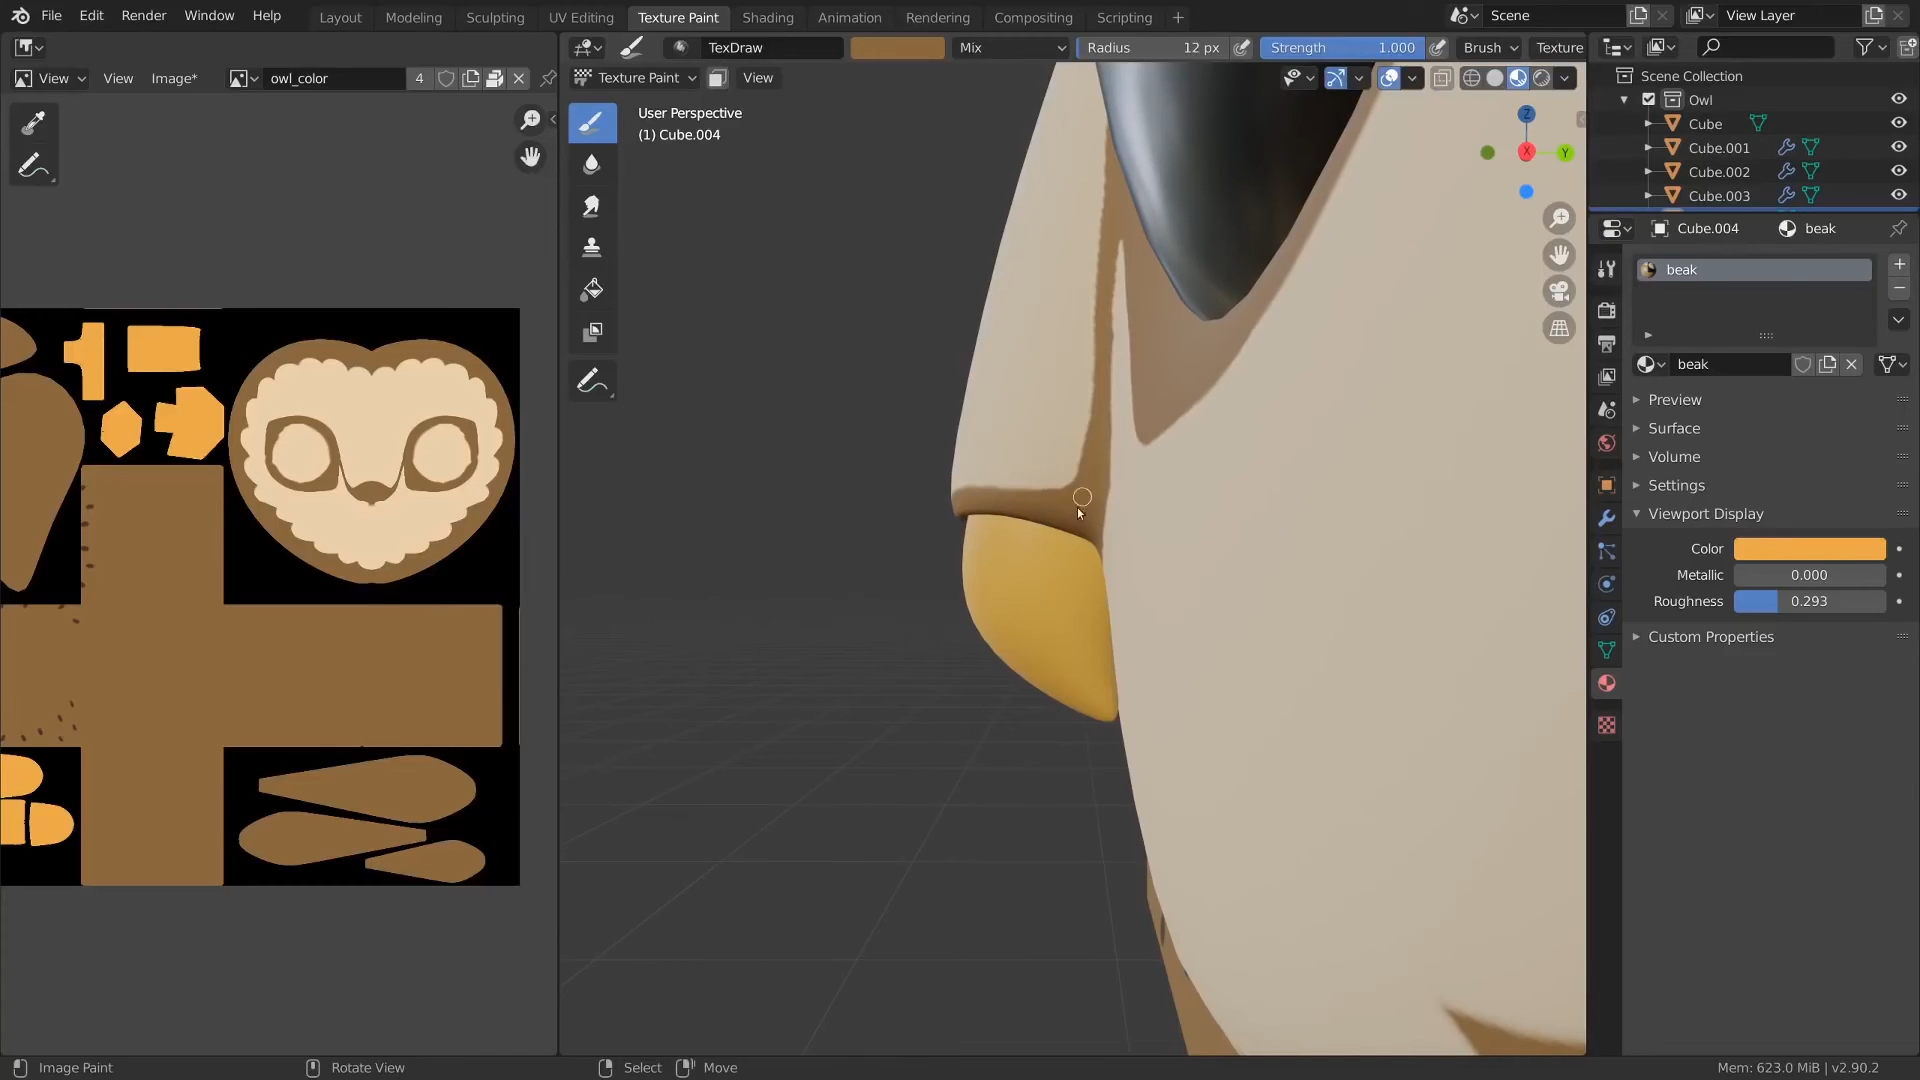 File Edit Render Window Help Layout Modeling Sculpting UV Editing Texture Paint Shading Animation Rendering Compositing Scripting + Scene View Layer
TexDraw Mix Radius 12 px Strength 1.000 Brush Texture
View View Image* owl_color 4 Texture Paint View
Scene Collection
Owl
User Perspective
(1) Cube.004
Cube
Cube.001
Cube.002
Cube.003
Z
X
Y
Cube.004 beak
beak
beak
Preview
Surface
Volume
Settings
Viewport Display
Color
Metallic 0.000
Roughness 0.293
Custom Properties
Image Paint Rotate View Select Move Mem: 623.0 MiB | v2.90.2